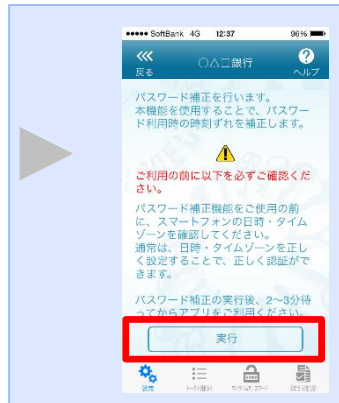 SoftBank 4G 12:37 96%
戻る
○△□銀行
?
ヘルプ
パスワード補正を行います。
本機能を使用することで、パスワー
ド利用時の時刻ずれを補正します。
ご利用の前に以下を必ずご確認くだ
さい。
パスワード補正機能をご使用の前
に、スマートフォンの日時・タイム
ゾーンを確認してください。
通常は、日時・タイムゾーンを正し
く設定することで、正しく認証がで
きます。
パスワード補正の実行後、2~3分待
ってからアプリをご利用ください。
実行
設定